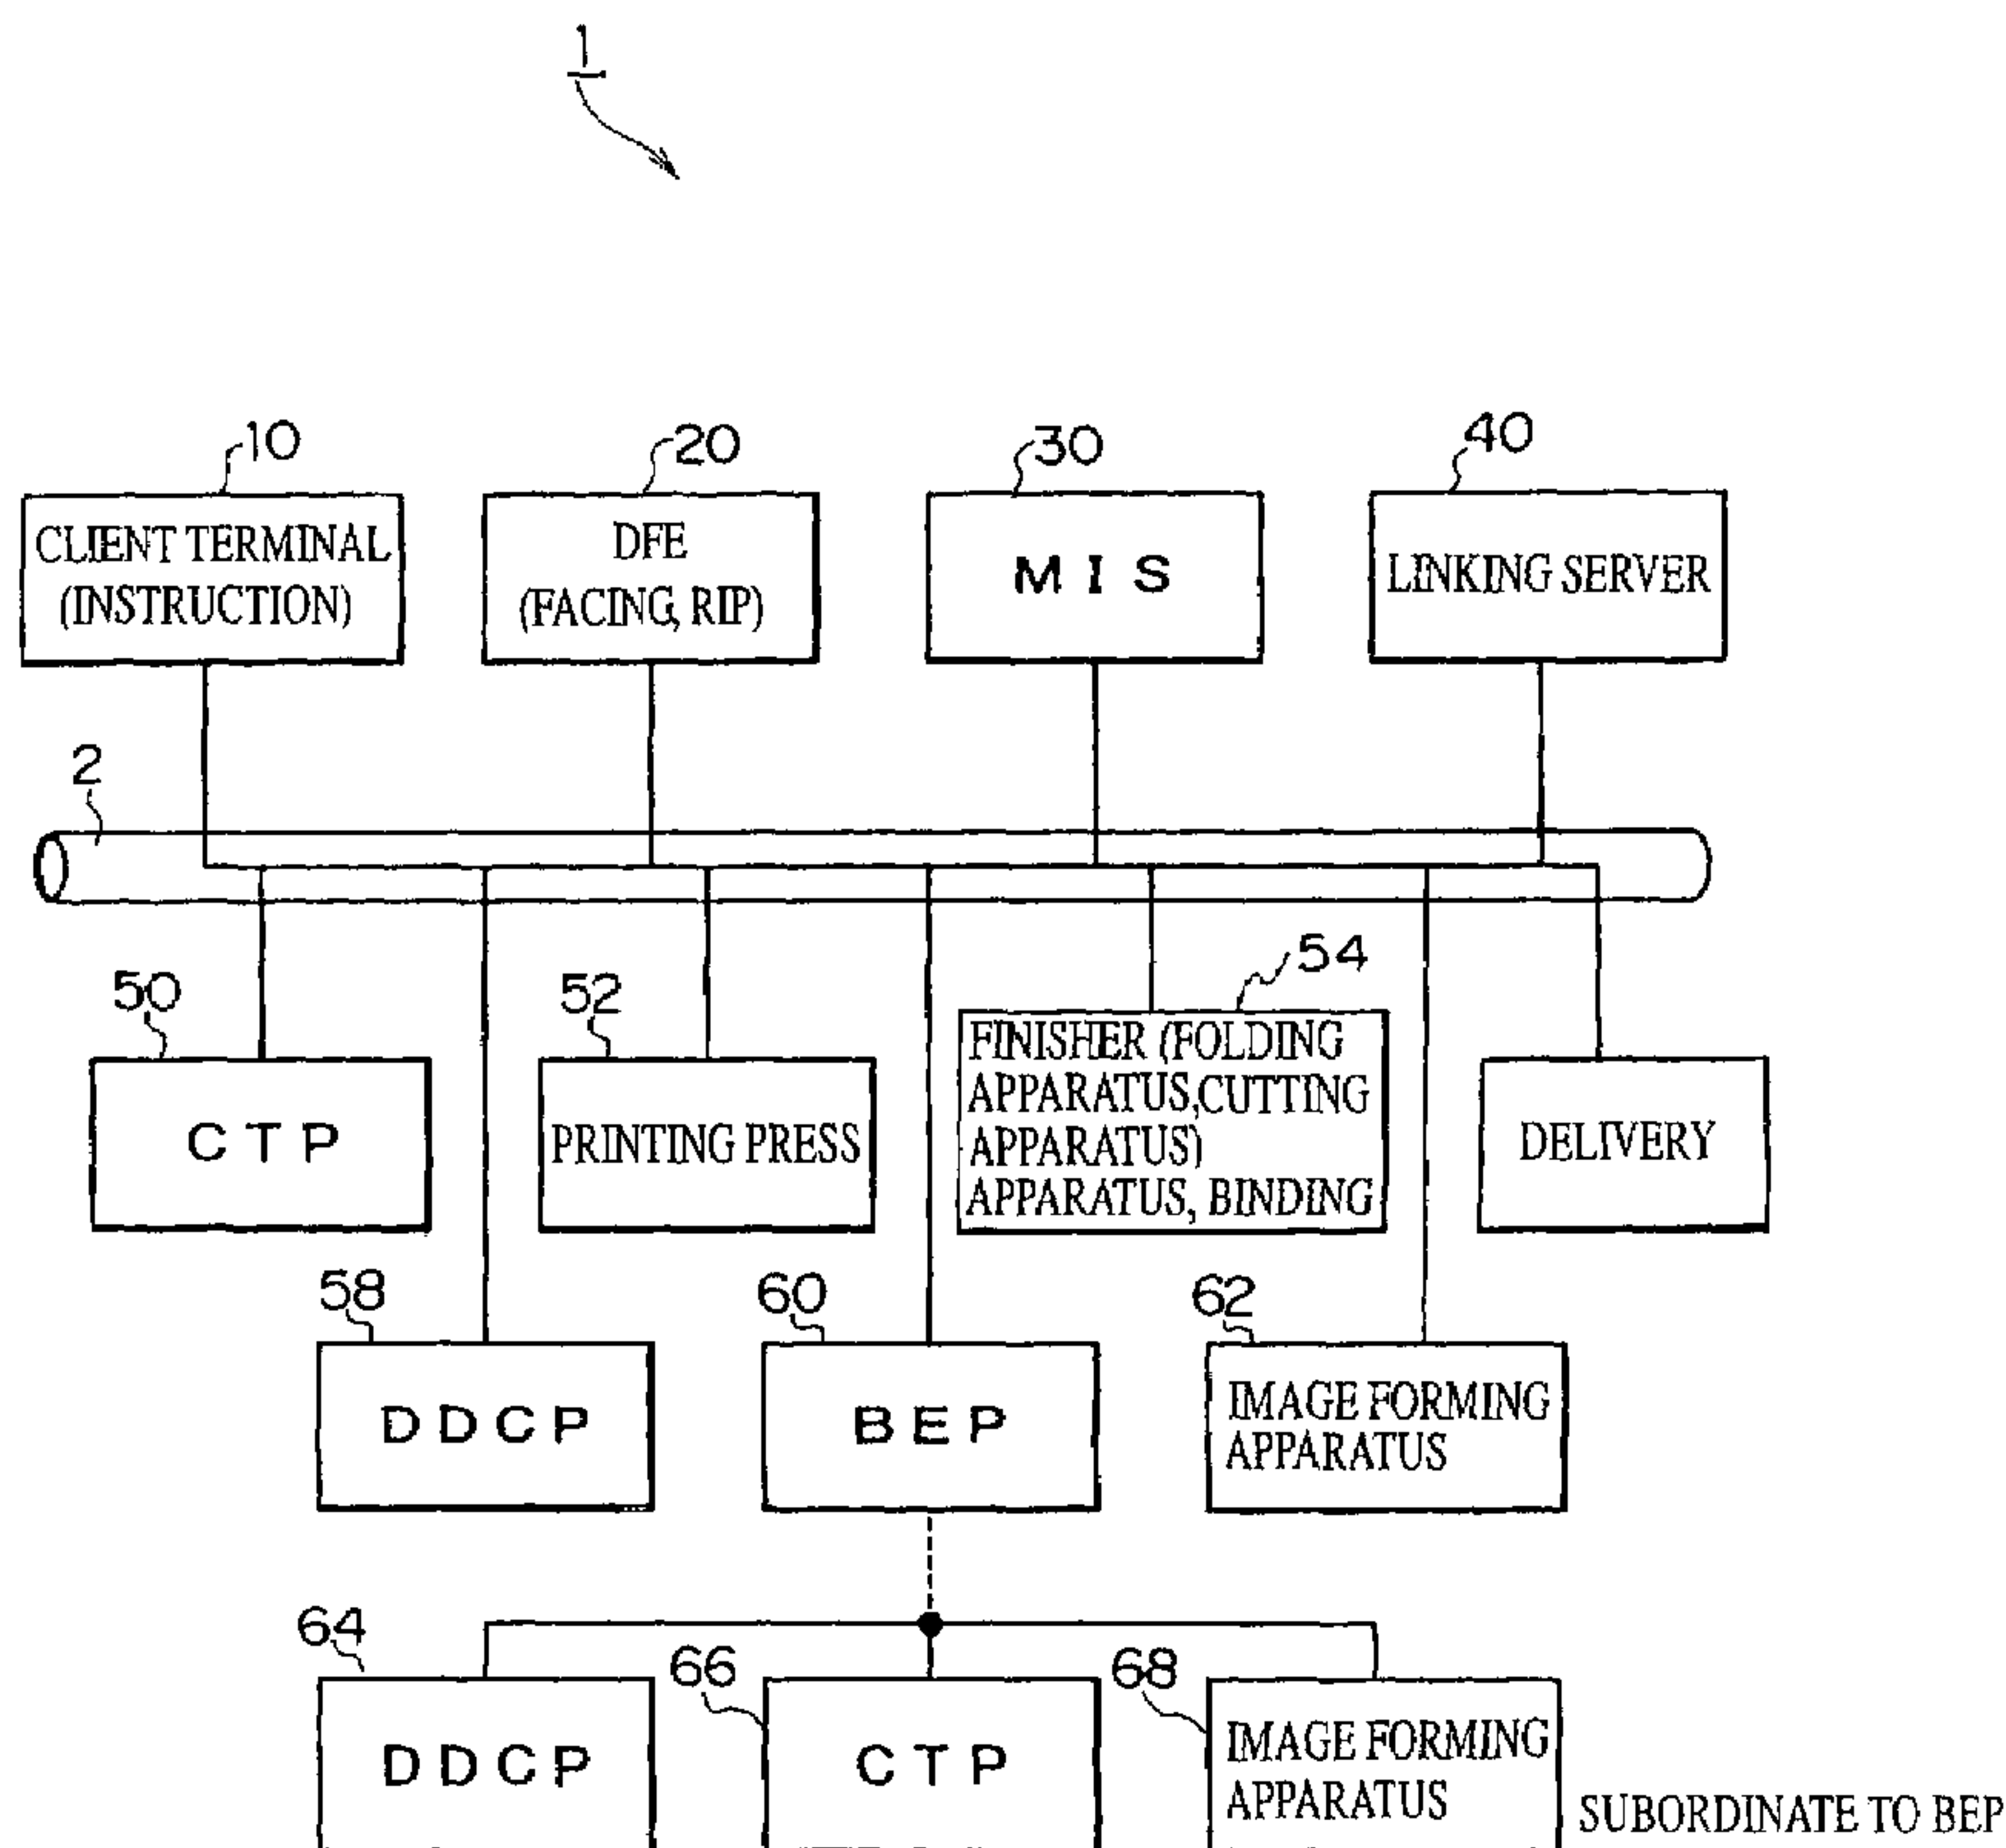 1
10
20
30
40
CLIENT TERMINAL
(INSTRUCTION)
DFE
(FACING, RIP)
M I S
LINKING SERVER
2
50
52
54
C T P
PRINTING PRESS
FINISHER (FOLDING
APPARATUS,CUTTING
APPARATUS)
APPARATUS, BINDING
DELIVERY
58
60
62
D D C P
B E P
IMAGE FORMING
APPARATUS
64
66
68
D D C P
C T P
IMAGE FORMING
APPARATUS
SUBORDINATE TO BEP